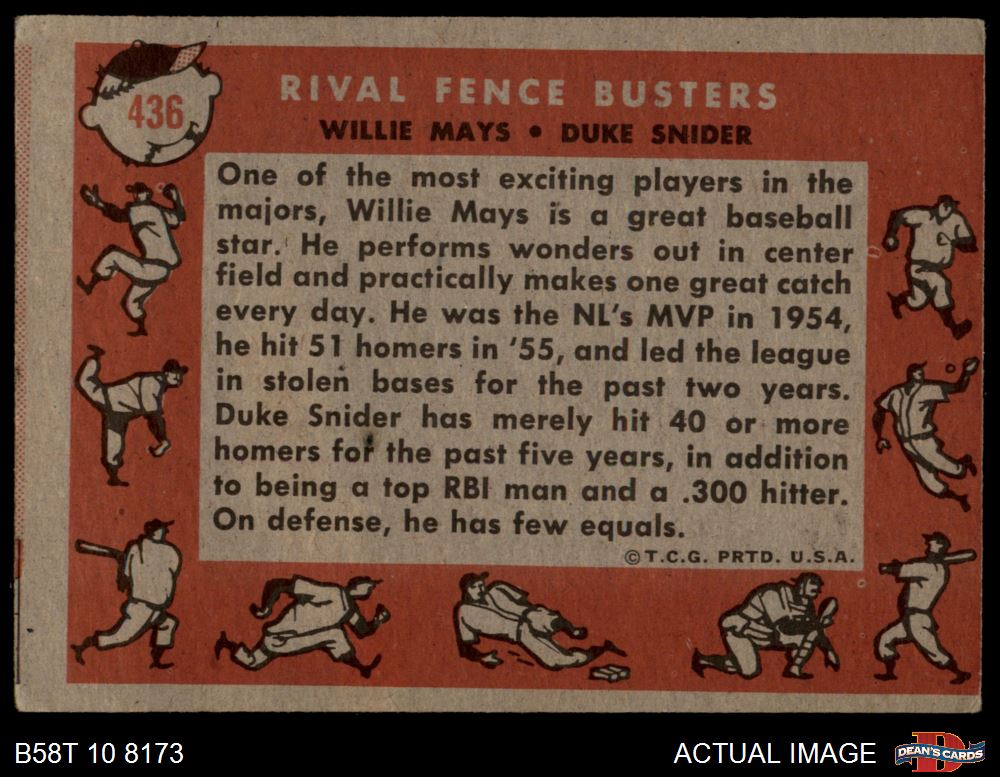 436
RIVAL FENCE BUSTERS
WILLIE MAYS • DUKE SNIDER
One of the most exciting players in the
majors, Willie Mays is a great baseball
star. He performs wonders out in center
field and practically makes one great catch
every day. He was the NL's MVP in 1954,
he hit 51 homers in '55, and led the league
in stolen bases for the past two years.
Duke Snider has merely hit 40 or more
homers for the past five years, in addition
to being a top RBI man and a .300 hitter.
On defense, he has few equals.
© T.C.G. PRTD. U.S.A.
B58T 10 8173
ACTUAL IMAGE
D
DEAN'S CARDS